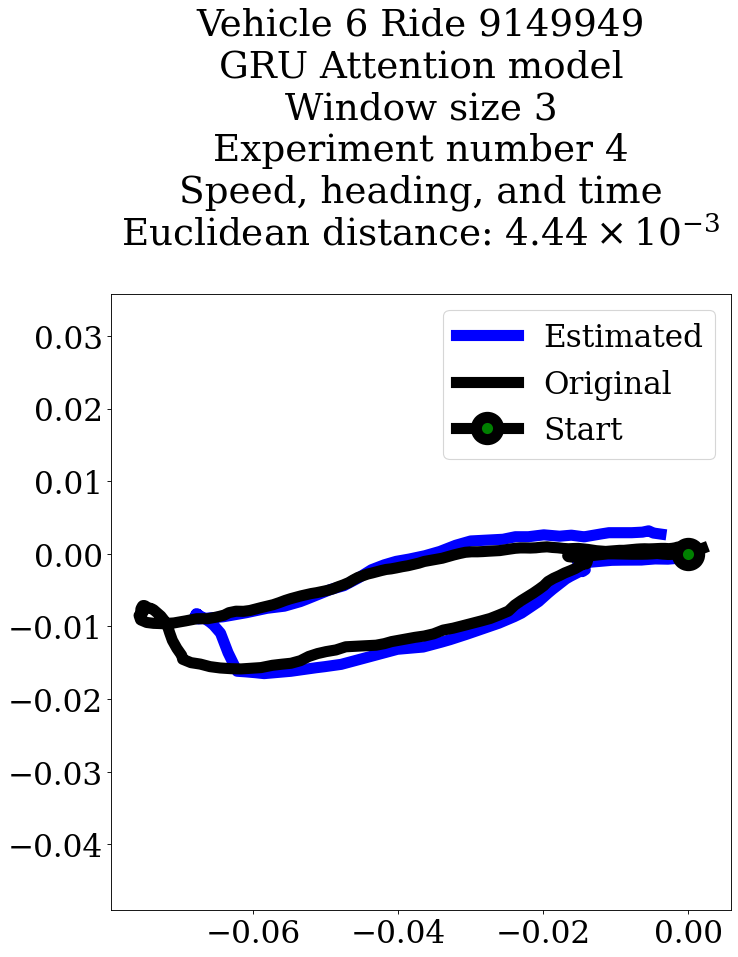 Vehicle 6 Ride 9149949
GRU Attention model
Window size 3
Experiment number 4
Speed, heading, and time
Euclidean distance: 4.44 × 10⁻³
Estimated
Original
Start
0.03
0.02
0.01
0.00
−0.01
−0.02
−0.03
−0.04
−0.06 −0.04 −0.02 0.00